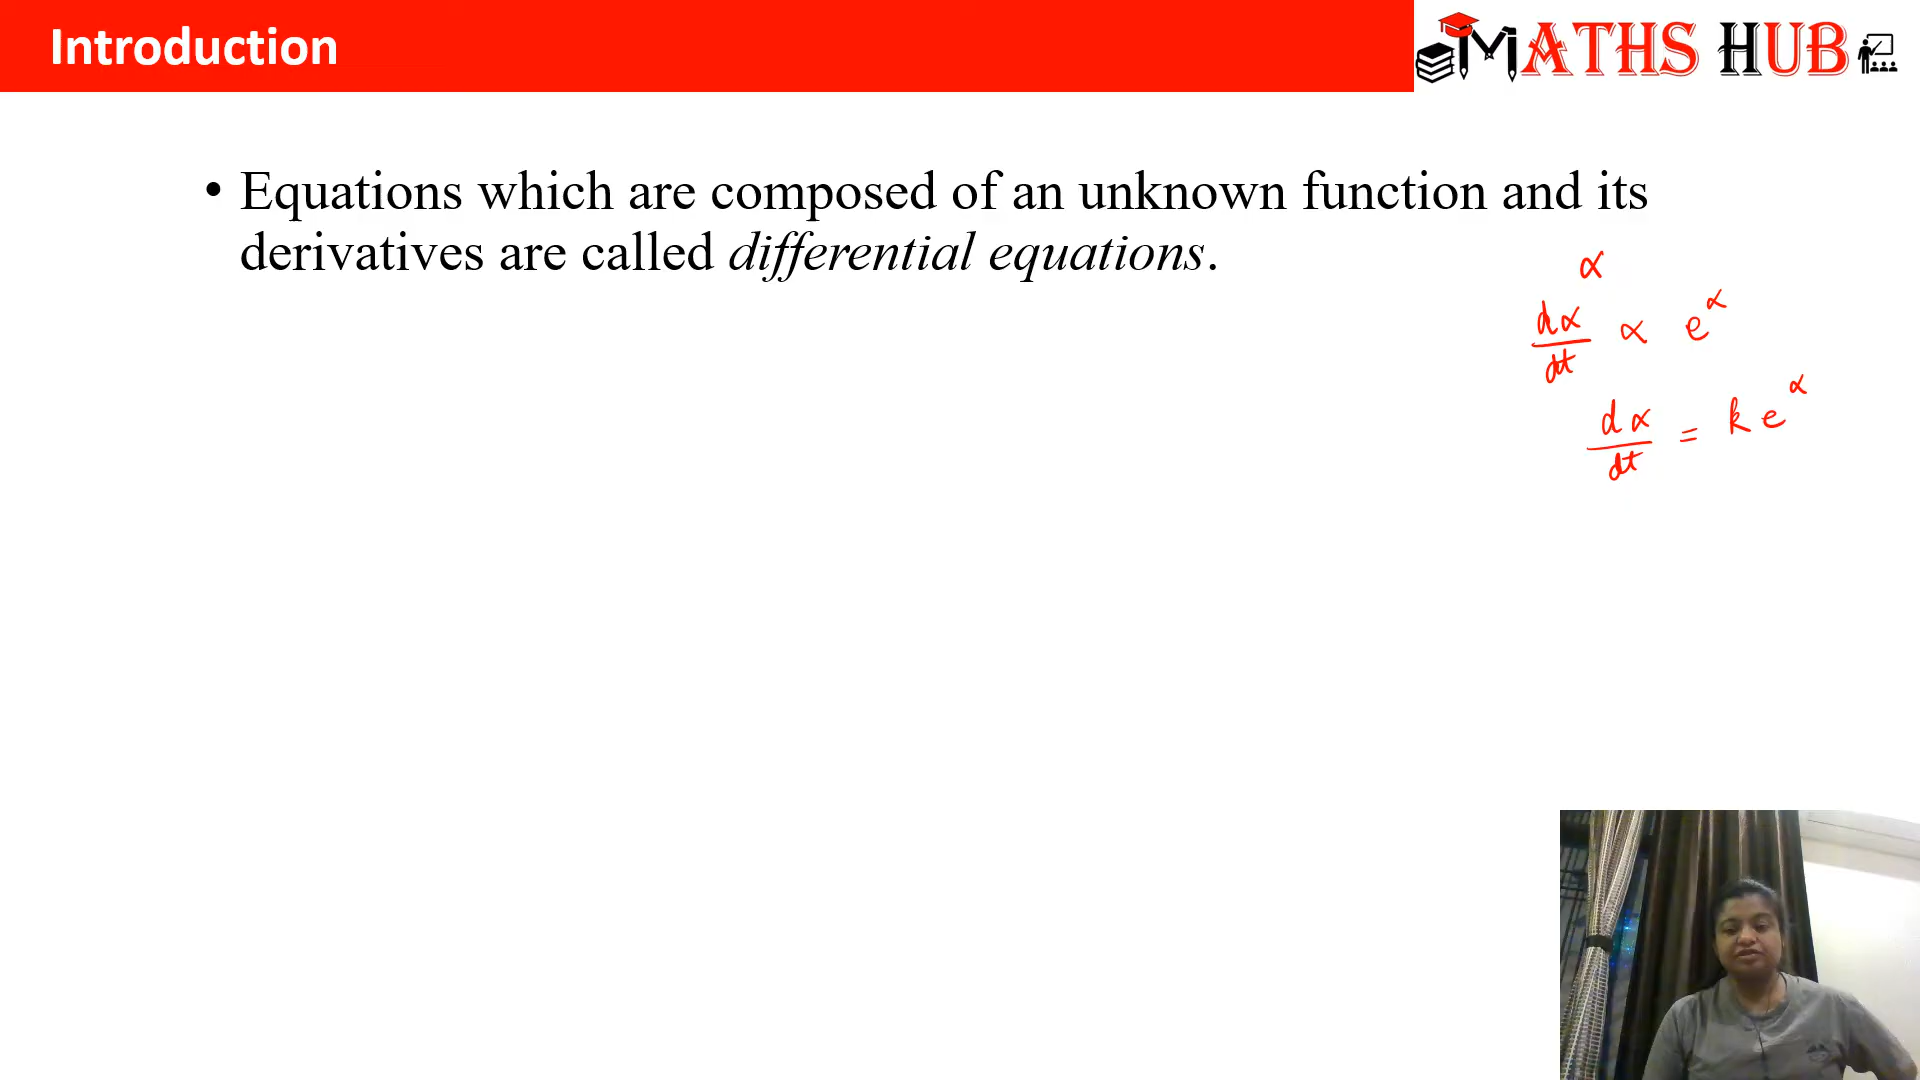 Introduction
MATHS HUB
• Equations which are composed of an unknown function and its
derivatives are called differential equations.
α
dα/dt ∝ e^α
dα/dt = k e^α